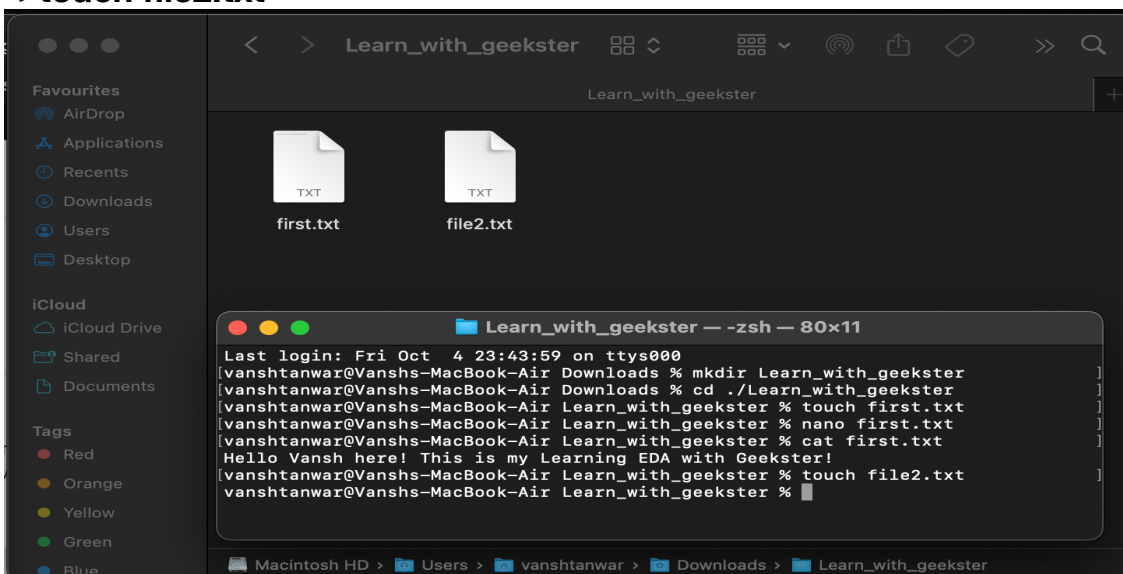 Learn_with_geekster
Learn_with_geekster
Favourites
AirDrop
Applications
Recents
Downloads
Users
Desktop
iCloud
iCloud Drive
Shared
Documents
Tags
Red
Orange
Yellow
Green
Blue
TXT
TXT
first.txt
file2.txt
Learn_with_geekster — -zsh — 80×11
Last login: Fri Oct  4 23:43:59 on ttys000
[vanshtanwar@Vanshs-MacBook-Air Downloads % mkdir Learn_with_geekster ]
[vanshtanwar@Vanshs-MacBook-Air Downloads % cd ./Learn_with_geekster ]
[vanshtanwar@Vanshs-MacBook-Air Learn_with_geekster % touch first.txt ]
[vanshtanwar@Vanshs-MacBook-Air Learn_with_geekster % nano first.txt ]
[vanshtanwar@Vanshs-MacBook-Air Learn_with_geekster % cat first.txt ]
Hello Vansh here! This is my Learning EDA with Geekster!
[vanshtanwar@Vanshs-MacBook-Air Learn_with_geekster % touch file2.txt ]
vanshtanwar@Vanshs-MacBook-Air Learn_with_geekster %
Macintosh HD > Users > vanshtanwar > Downloads > Learn_with_geekster